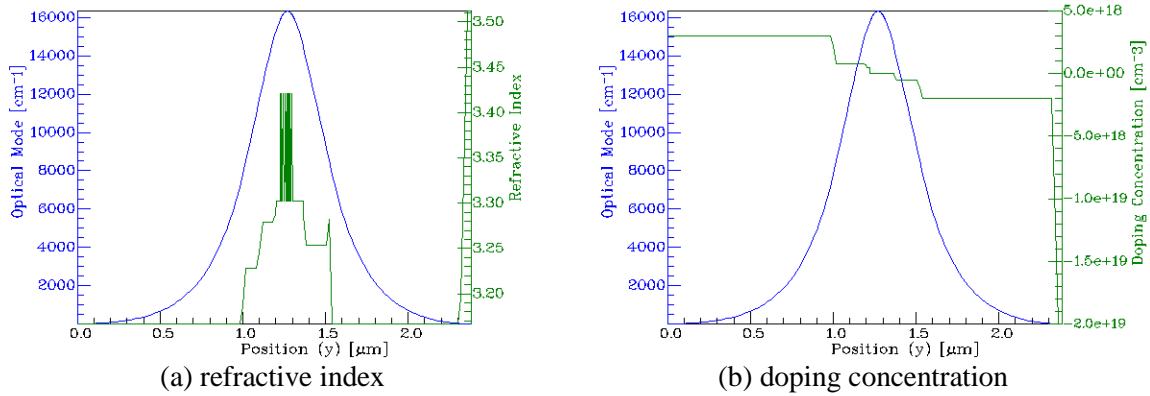 16000
14000
12000
10000
8000
6000
4000
2000
Optical Mode [cm-1]
3.50
3.45
3.40
3.35
3.30
3.25
3.20
Refractive Index
0.0
0.5
1.0
1.5
2.0
Position (y) [μm]
(a) refractive index
16000
14000
12000
10000
8000
6000
4000
2000
Optical Mode [cm-1]
5.0e+18
0.0e+00
-5.0e+18
-1.0e+19
-1.5e+19
-2.0e+19
Doping Concentration [cm-3]
0.0
0.5
1.0
1.5
2.0
Position (y) [μm]
(b) doping concentration